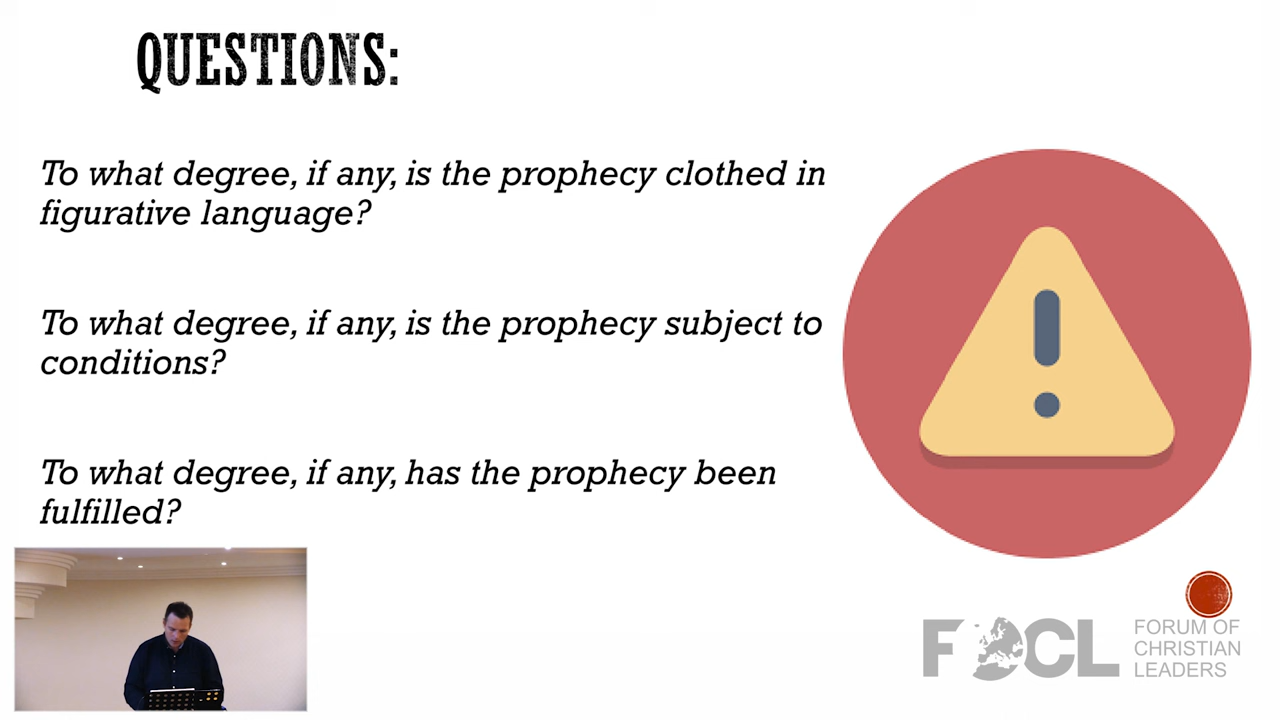 QUESTIONS:
To what degree, if any, is the prophecy clothed in
figurative language?
To what degree, if any, is the prophecy subject to
conditions?
To what degree, if any, has the prophecy been
fulfilled?
FOCL
FORUM OF
CHRISTIAN
LEADERS